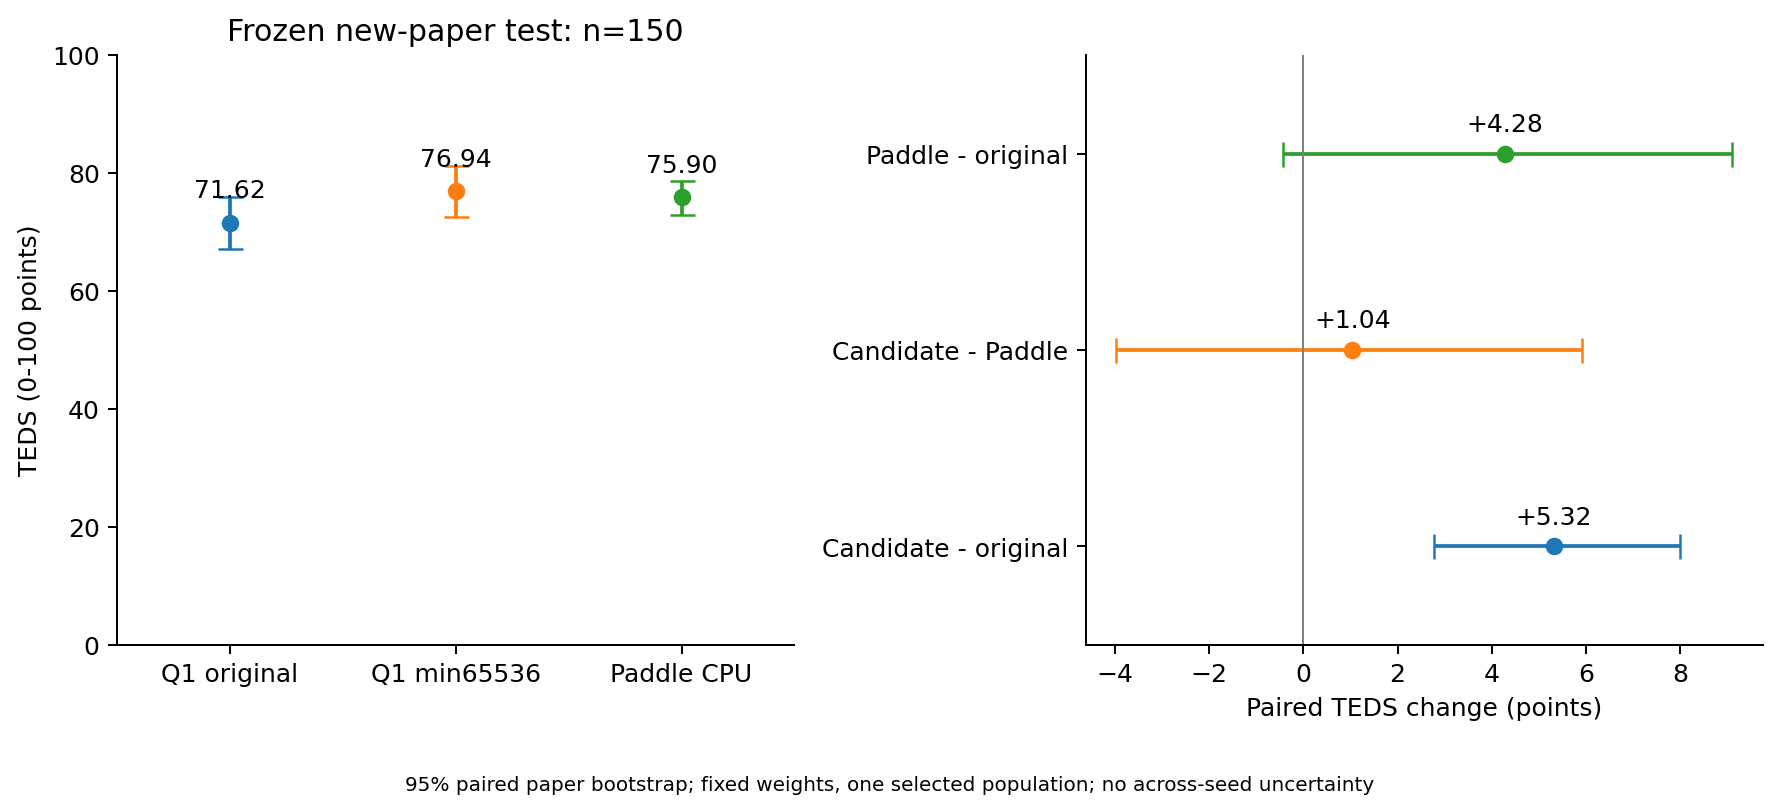 Frozen new-paper test: n=150
TEDS (0-100 points)
100
80
60
40
20
0
71.62
76.94
75.90
Q1 original
Q1 min65536
Paddle CPU
Paddle - original
Candidate - Paddle
Candidate - original
+4.28
+1.04
+5.32
−4
−2
0
2
4
6
8
Paired TEDS change (points)
95% paired paper bootstrap; fixed weights, one selected population; no across-seed uncertainty